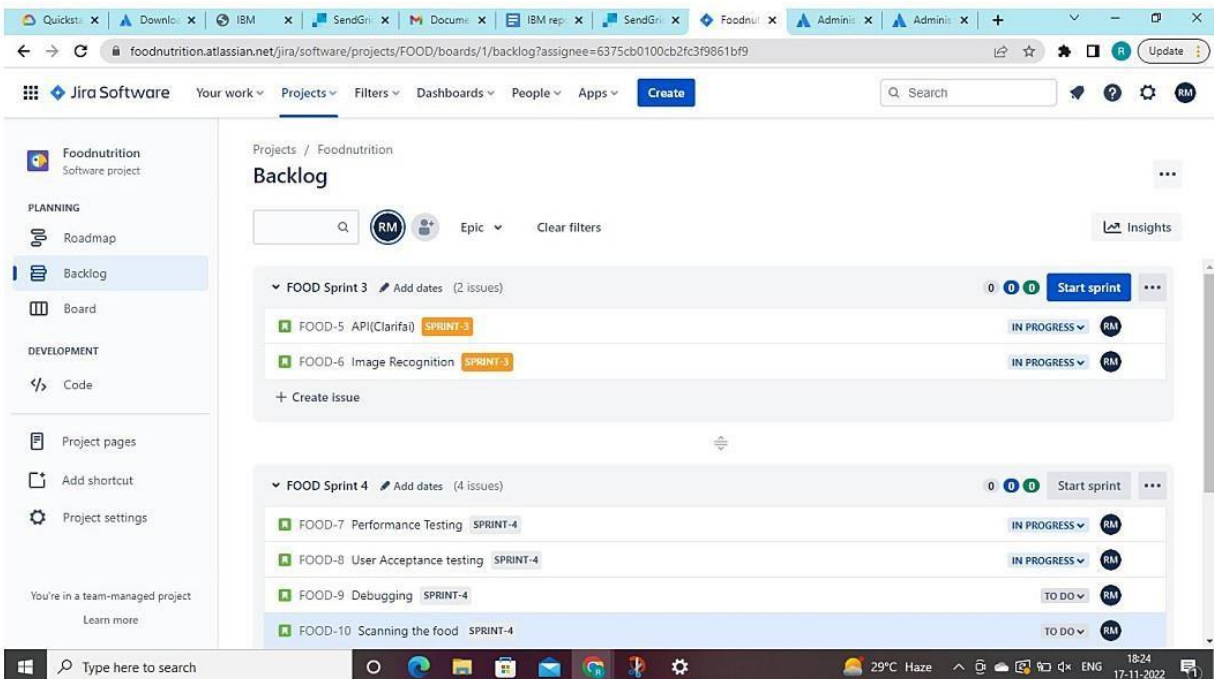 Quicksta
Downloa
IBM
SendGri
M Docume
IBM rep
SendGri
Foodnut
Adminis
Adminis
foodnutrition.atlassian.net/jira/software/projects/FOOD/boards/1/backlog?assignee=6375cb0100cb2fc3f9861bf9
R
Update
Jira Software
Your work
Projects
Filters
Dashboards
People
Apps
Create
Search
RM
Foodnutrition
Software project
PLANNING
Roadmap
Backlog
Board
DEVELOPMENT
Code
Project pages
Add shortcut
Project settings
You're in a team-managed project
Learn more
Projects / Foodnutrition
Backlog
RM
Epic
Clear filters
Insights
FOOD Sprint 3 Add dates (2 issues) 0 0 0 Start sprint
FOOD-5 API(Clarifai) SPRINT-3 IN PROGRESS RM
FOOD-6 Image Recognition SPRINT-3 IN PROGRESS RM
+ Create issue
FOOD Sprint 4 Add dates (4 issues) 0 0 0 Start sprint
FOOD-7 Performance Testing SPRINT-4 IN PROGRESS RM
FOOD-8 User Acceptance testing SPRINT-4 IN PROGRESS RM
FOOD-9 Debugging SPRINT-4 TO DO RM
FOOD-10 Scanning the food SPRINT-4 TO DO RM
Type here to search
29°C Haze
ENG
18:24
17-11-2022